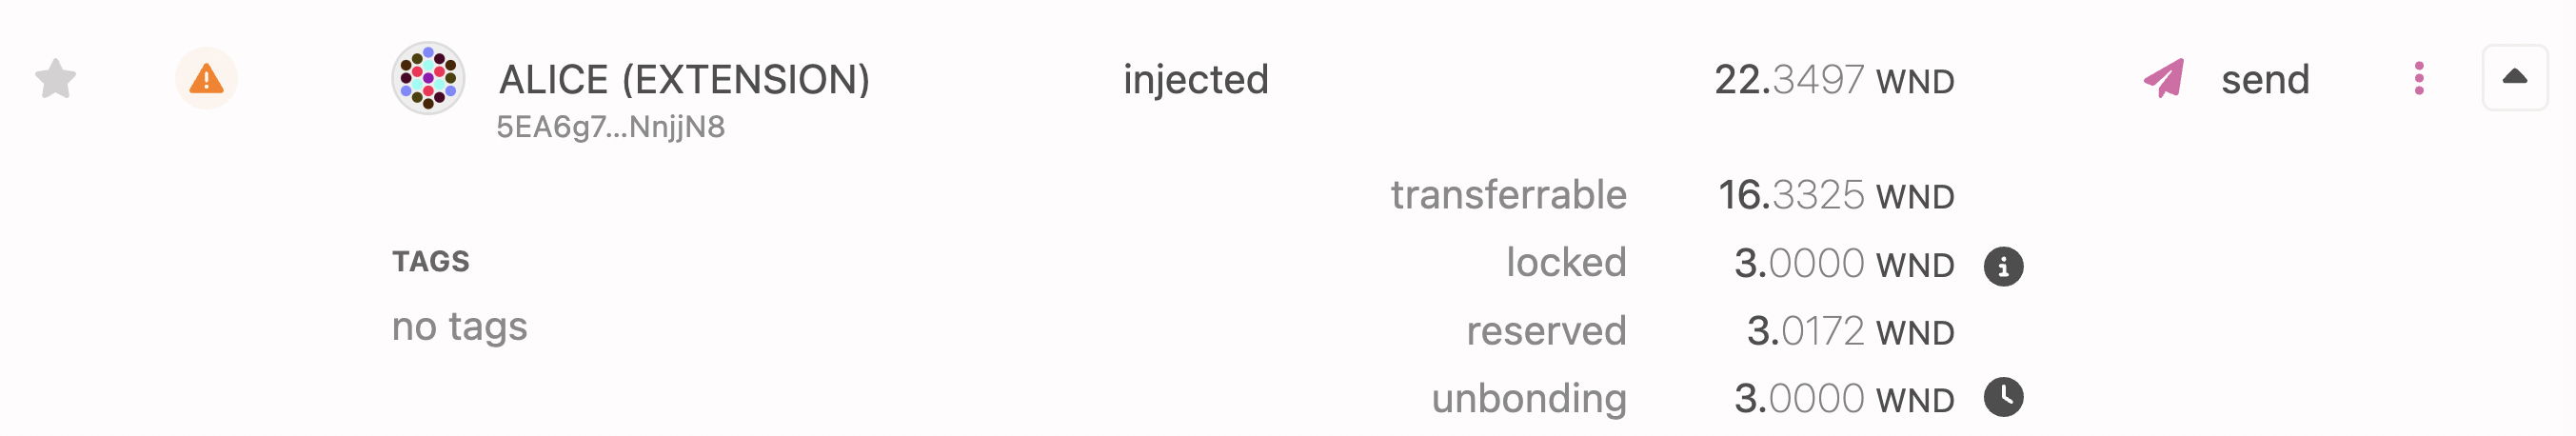 ALICE (EXTENSION) injected 22.3497 WND send
5EA6g7...NnjjN8
transferrable 16.3325 WND
TAGS
locked 3.0000 WND
no tags
reserved 3.0172 WND
unbonding 3.0000 WND